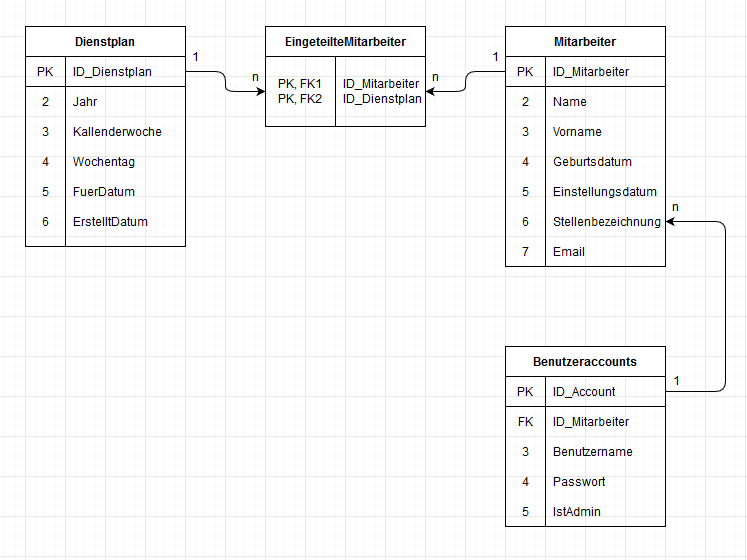 Dienstplan
PK ID_Dienstplan
2 Jahr
3 Kallenderwoche
4 Wochentag
5 FuerDatum
6 ErstelltDatum
1
n
EingeteilteMitarbeiter
PK, FK1 ID_Mitarbeiter
PK, FK2 ID_Dienstplan
n
1
Mitarbeiter
PK ID_Mitarbeiter
2 Name
3 Vorname
4 Geburtsdatum
5 Einstellungsdatum
6 Stellenbezeichnung
7 Email
n
1
Benutzeraccounts
PK ID_Account
FK ID_Mitarbeiter
3 Benutzername
4 Passwort
5 IstAdmin